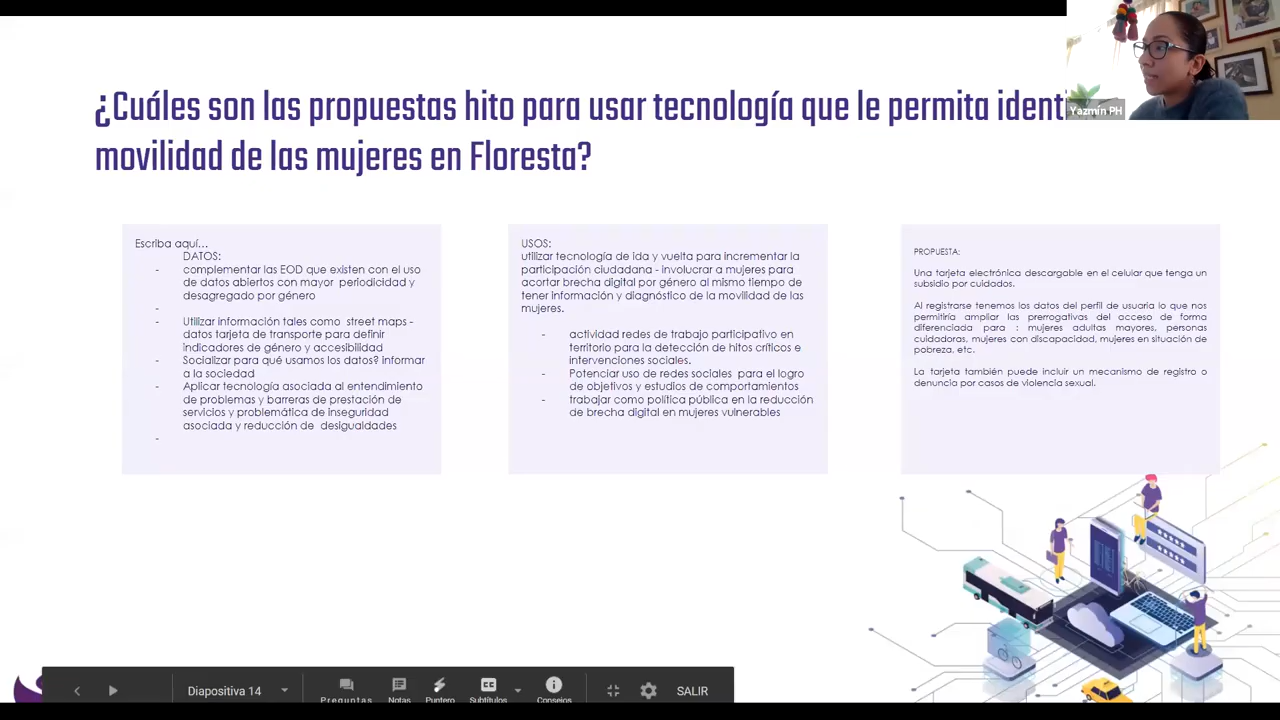 ¿Cuáles son las propuestas hito para usar tecnología que le permita identi
movilidad de las mujeres en Floresta?
Yazmín PH
Escriba aquí...
DATOS:
- complementar las EOD que existen con el uso
de datos abiertos con mayor periodicidad y
desagregado por género
-
- Utilizar información tales como street maps -
datos tarjeta de transporte para definir
indicadores de género y accesibilidad
- Socializar para qué usamos los datos? informar
a la sociedad
- Aplicar tecnología asociada al entendimiento
de problemas y barreras de prestación de
servicios y problemática de inseguridad
asociada y reducción de desigualdades
-
USOS:
utilizar tecnología de ida y vuelta para incrementar la
participación ciudadana - involucrar a mujeres para
acortar brecha digital por género al mismo tiempo de
tener información y diagnóstico de la movilidad de las
mujeres.
- actividad redes de trabajo participativo en
territorio para la detección de hitos críticos e
intervenciones sociales.
- Potenciar uso de redes sociales para el logro
de objetivos y estudios de comportamientos
- trabajar como política pública en la reducción
de brecha digital en mujeres vulnerables
PROPUESTA:
Una tarjeta electrónica descargable en el celular que tenga un
subsidio por cuidados.
Al registrarse tenemos los datos del perfil de usuaria lo que nos
permitiría ampliar las prerrogativas del acceso de forma
diferenciada para : mujeres adultas mayores, personas
cuidadoras, mujeres con discapacidad, mujeres en situación de
pobreza, etc.
La tarjeta también puede incluir un mecanismo de registro o
denuncia por casos de violencia sexual.
Diapositiva 14
Preguntas
Notas
Puntero
Subtítulos
Consejos
SALIR